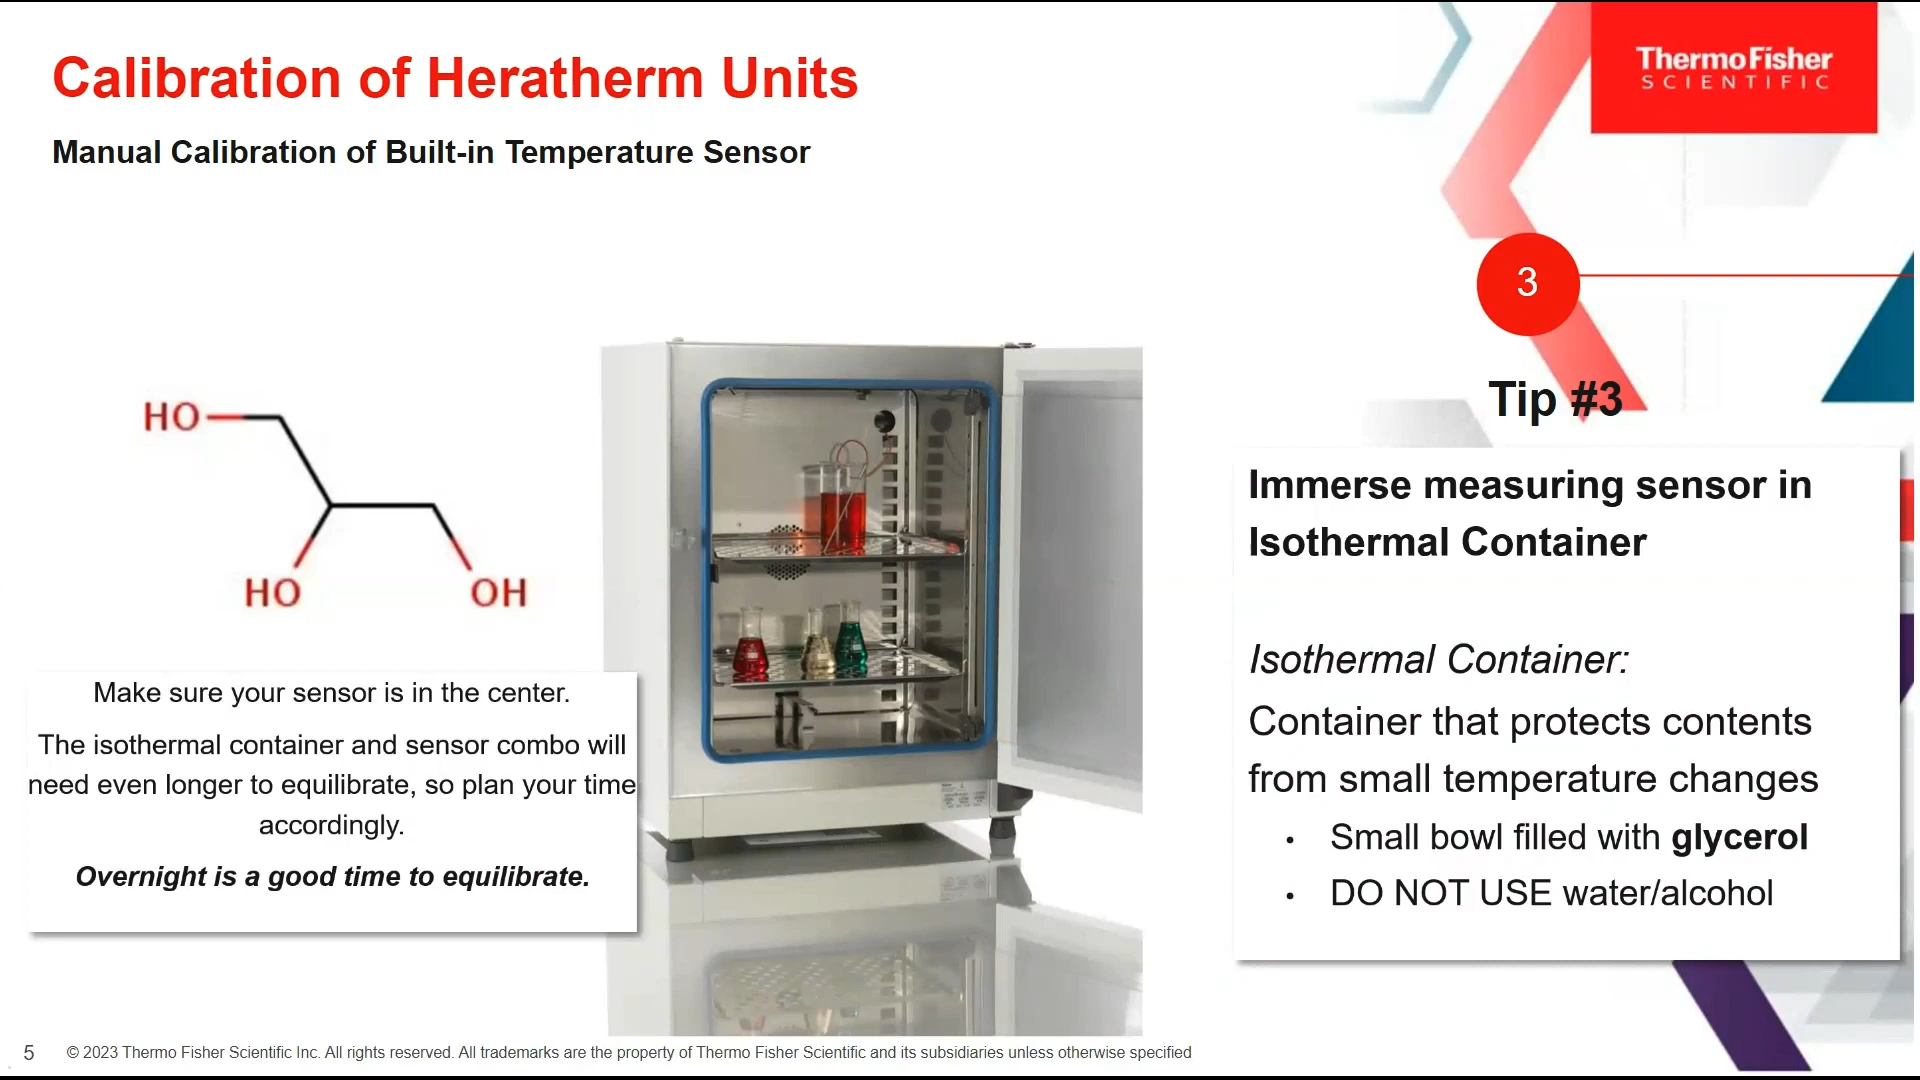 Calibration of Heratherm Units
Manual Calibration of Built-in Temperature Sensor
ThermoFisher
SCIENTIFIC
3
Tip #3
Immerse measuring sensor in
Isothermal Container
Isothermal Container:
Container that protects contents
from small temperature changes
• Small bowl filled with glycerol
• DO NOT USE water/alcohol
HO
HO
OH
Make sure your sensor is in the center.
The isothermal container and sensor combo will
need even longer to equilibrate, so plan your time
accordingly.
Overnight is a good time to equilibrate.
5
© 2023 Thermo Fisher Scientific Inc. All rights reserved. All trademarks are the property of Thermo Fisher Scientific and its subsidiaries unless otherwise specified